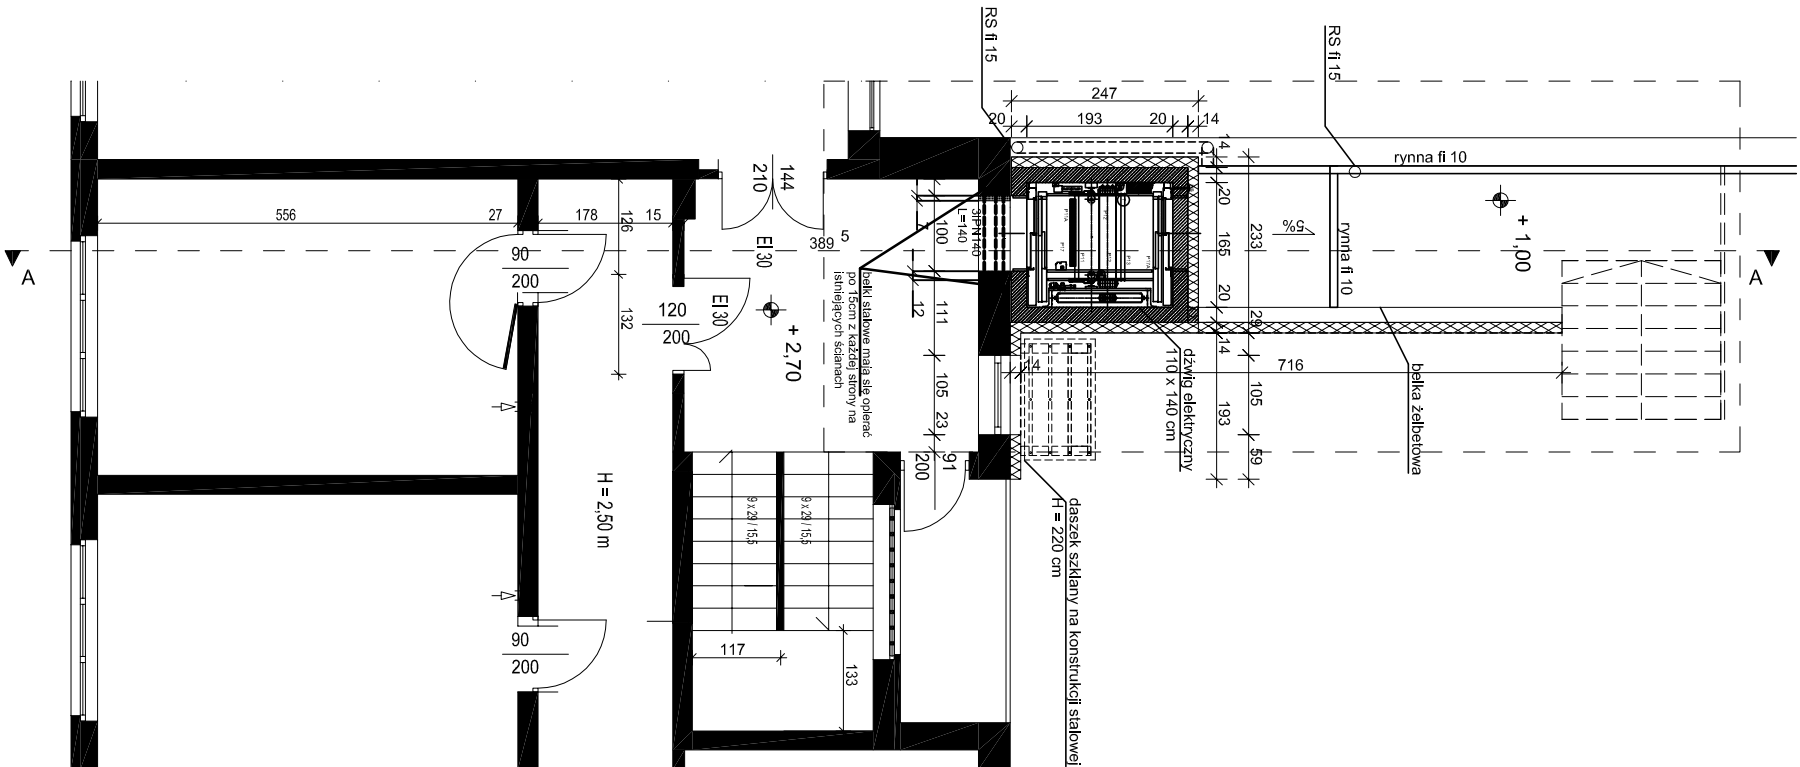 RS fi 15
RS fi 15
247
20
193
20
14
4
rynna fi 10
rynna fi 10
5%
+ 1,00
20
165
20
233
29
14
105
193
59
716
14
belka żelbetowa
dźwig elektryczny
110 x 140 cm
daszek szklany na konstrukcji stalowej
H = 220 cm
A
A
556
27
178
15
126
132
90
200
144
210
EI 30
389
5
EI 30
120
200
+ 2,70
3IPN140
L=140
100
12
111
105
23
belki stalowe mają się opierać
po 15cm z każdej strony na
istniejących ścianach
91
200
H = 2,50 m
9 x 29 / 15,5
9 x 29 / 15,5
117
133
90
200